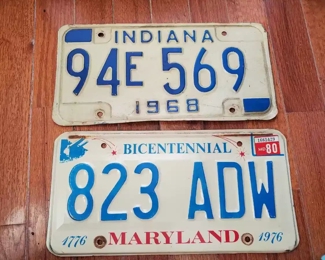 INDIANA
94E 569
1968
BICENTENNIAL
80
823 ADW
1776 MARYLAND 1976